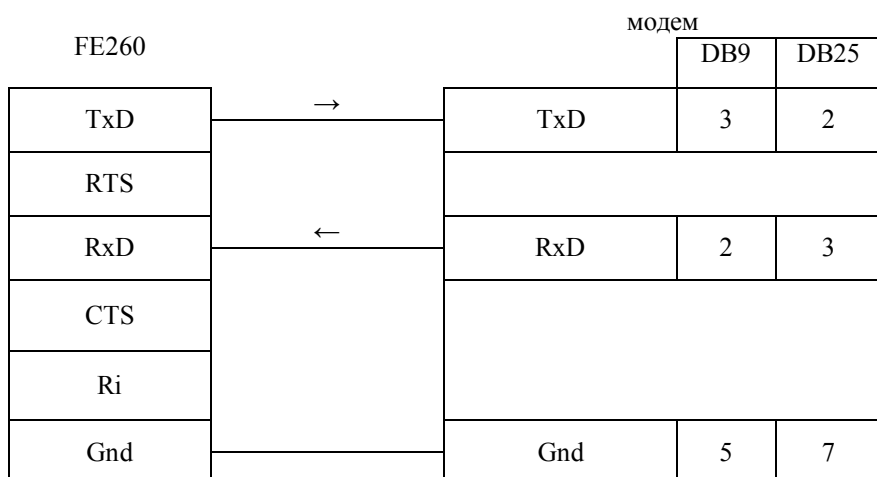 модем
FE260
DB9 DB25
→
TxD TxD 3 2
RTS
←
RxD RxD 2 3
CTS
Ri
Gnd Gnd 5 7